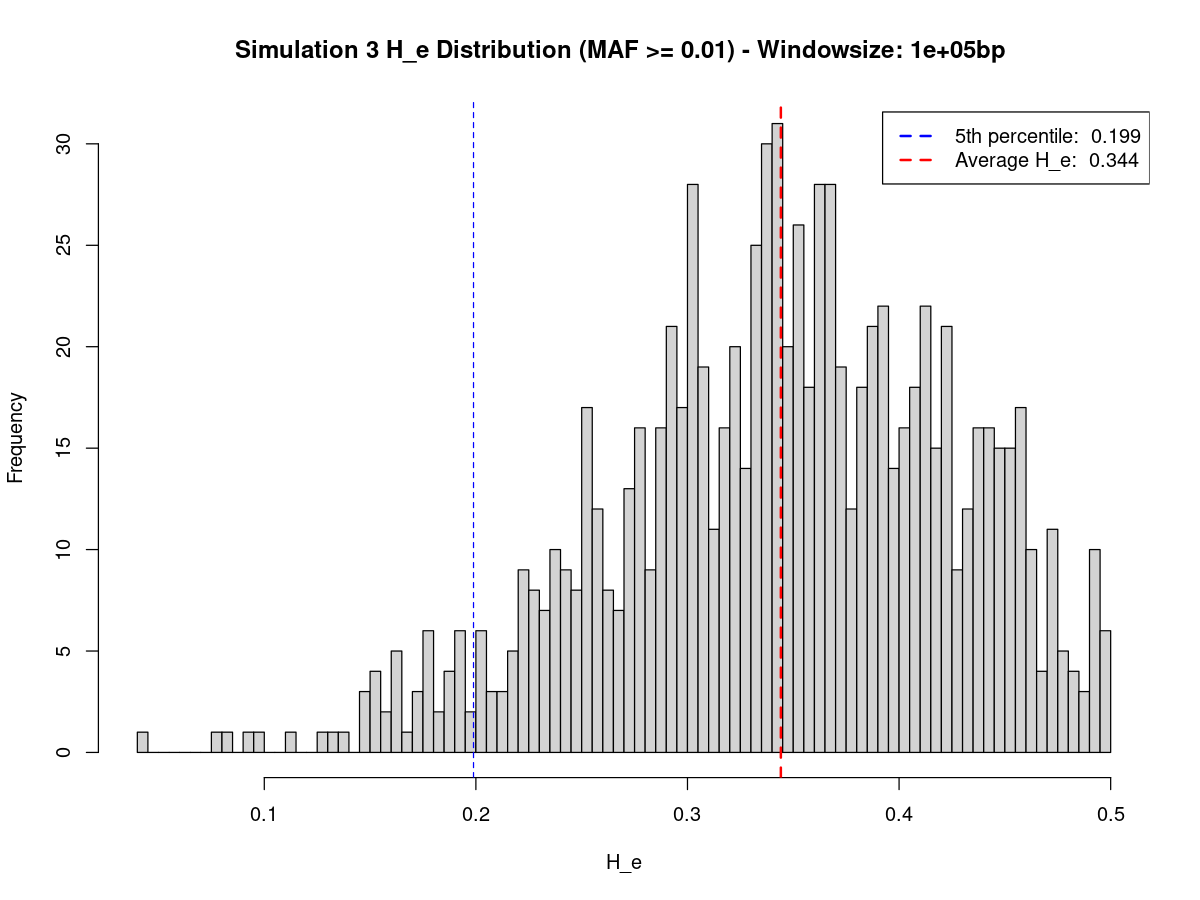 Simulation 3 H_e Distribution (MAF >= 0.01) - Windowsize: 1e+05bp
5th percentile: 0.199
Average H_e: 0.344
30
25
20
15
10
5
0
Frequency
0.1 0.2 0.3 0.4 0.5
H_e